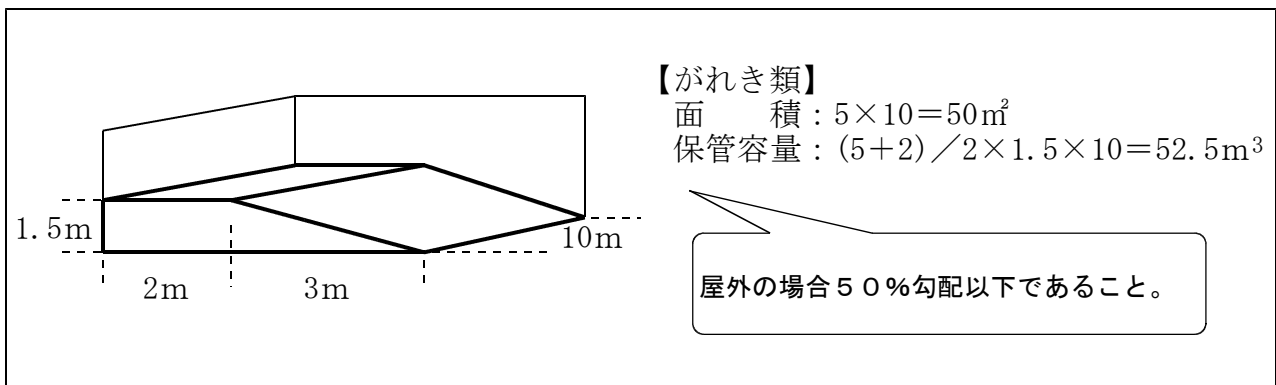 【がれき類】
面　　積：5×10＝50㎡
保管容量：(5＋2)／2×1.5×10＝52.5m³
1.5m
10m
2m
3m
屋外の場合５０％勾配以下であること。